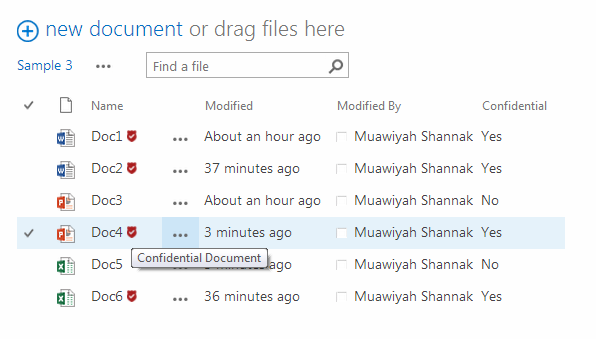 new document or drag files here
Sample 3 ••• Find a file
Name Modified Modified By Confidential
Doc1 ••• About an hour ago Muawiyah Shannak Yes
Doc2 ••• 37 minutes ago Muawiyah Shannak Yes
Doc3 About an hour ago Muawiyah Shannak No
Doc4 ••• 3 minutes ago Muawiyah Shannak Yes
Confidential Document
Doc5 minutes ago Muawiyah Shannak No
Doc6 ••• 36 minutes ago Muawiyah Shannak Yes